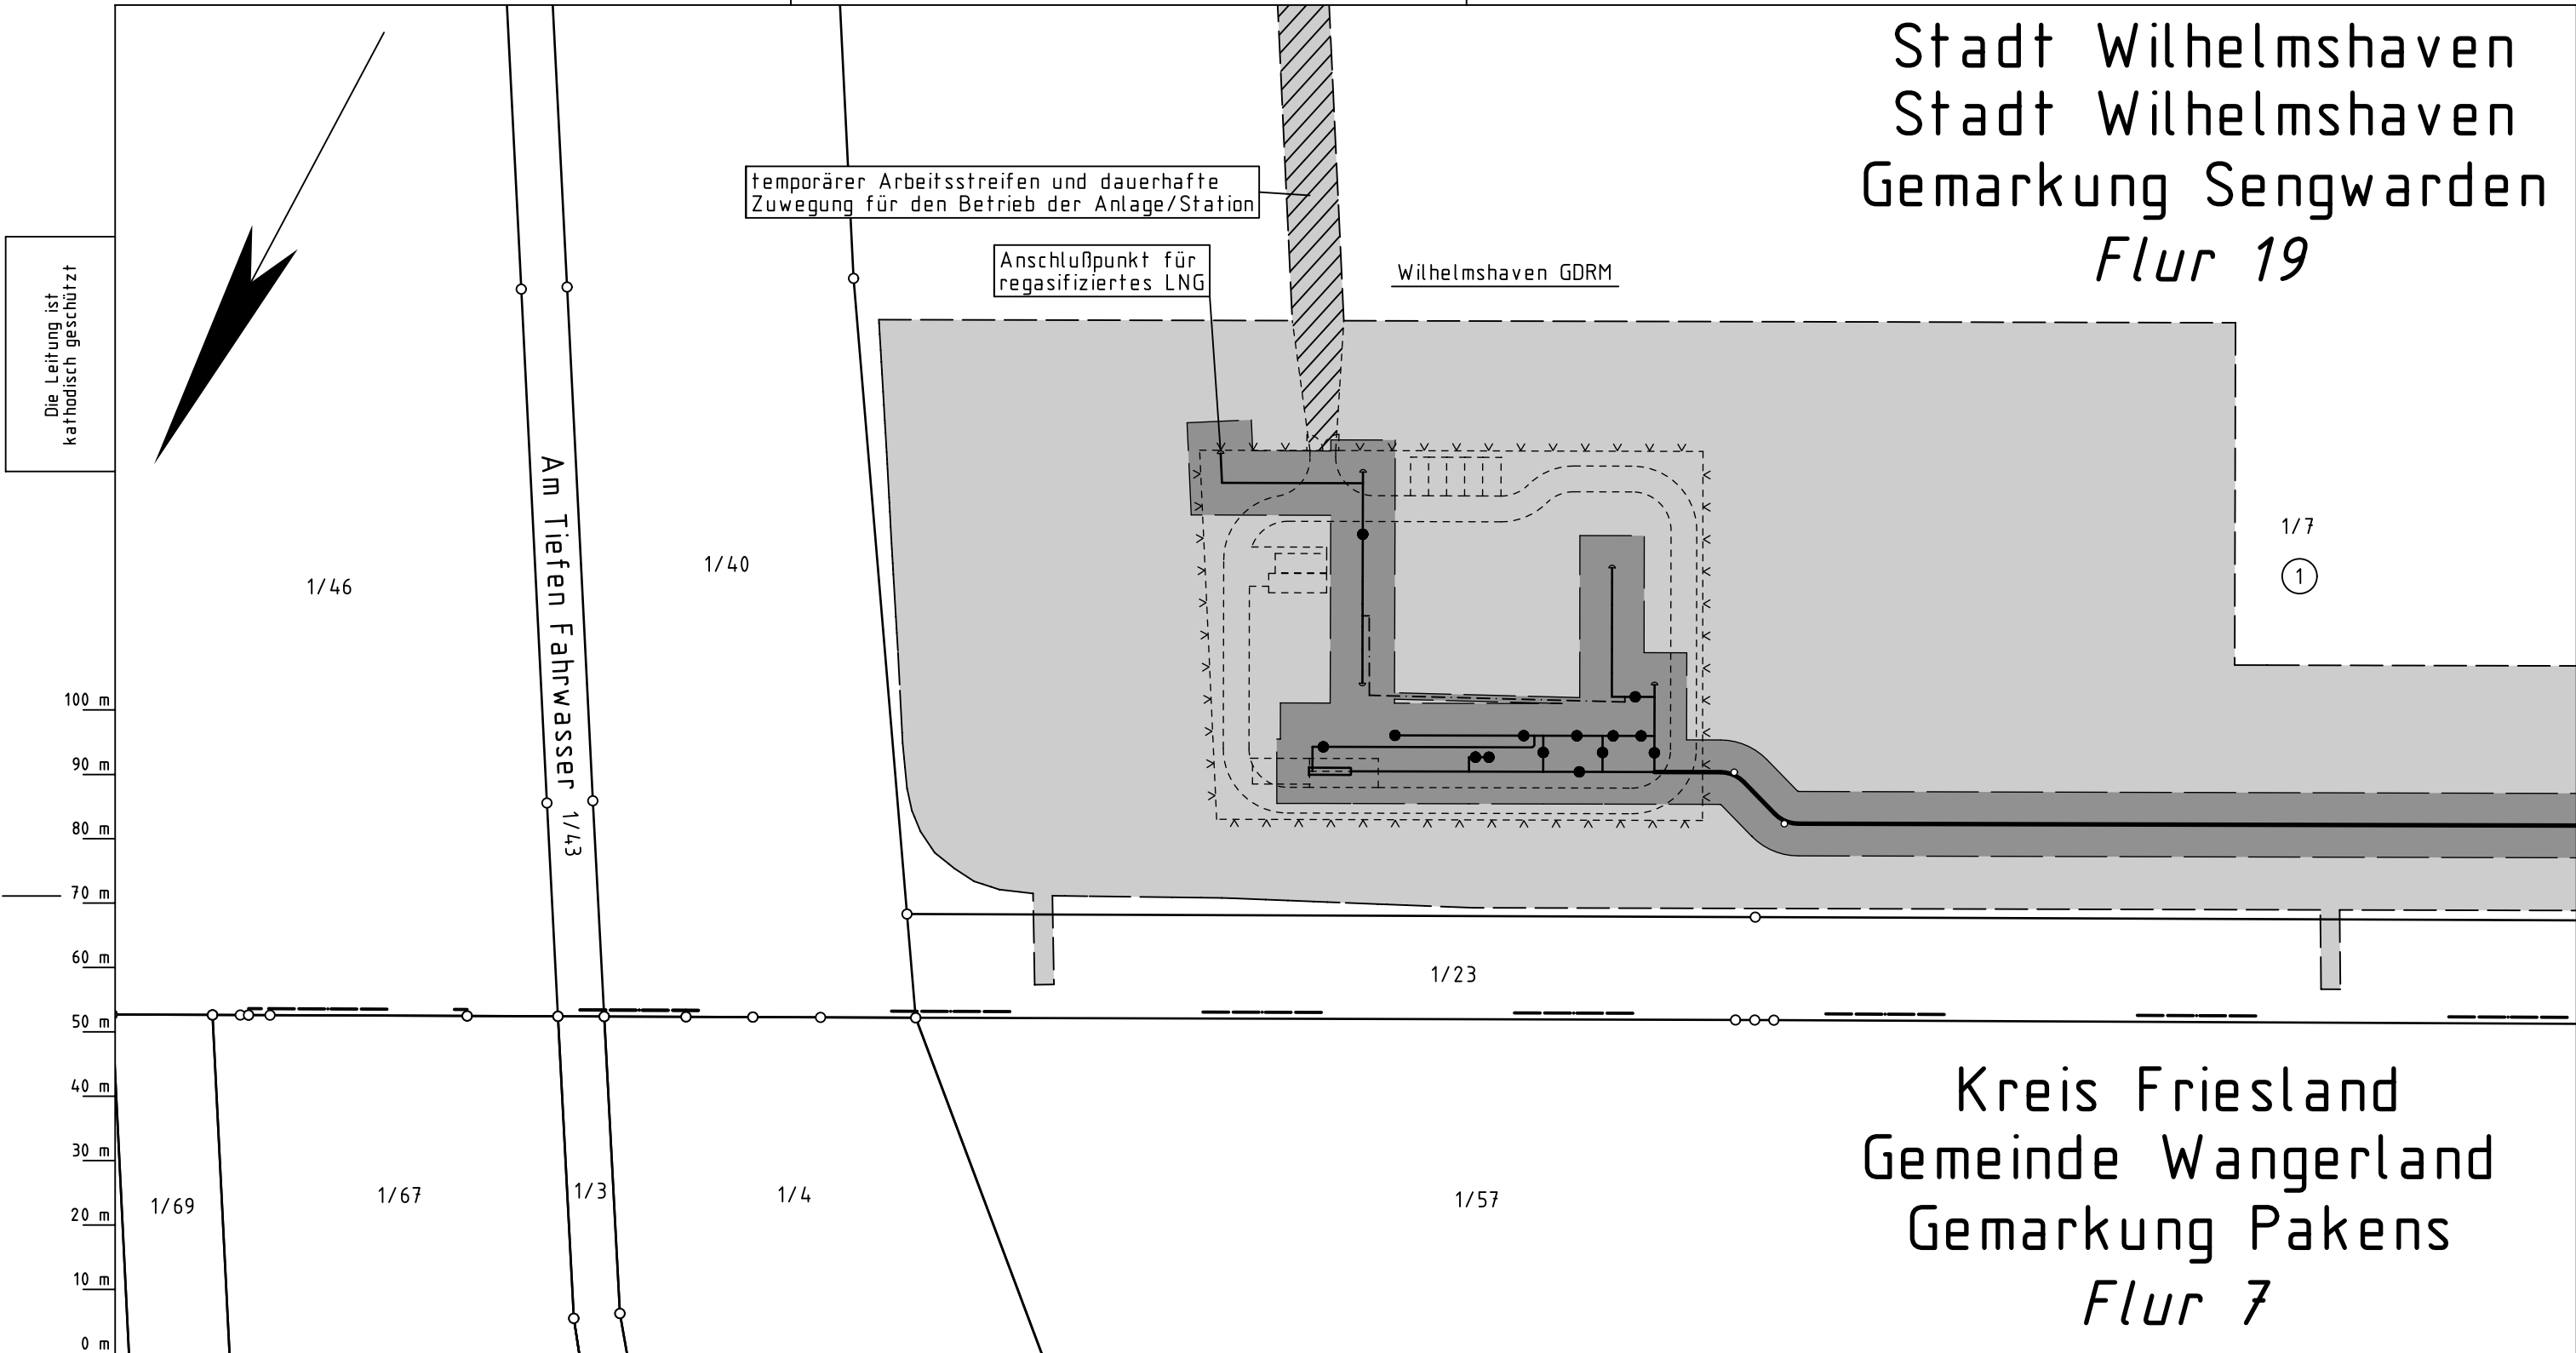 Stadt Wilhelmshaven
Stadt Wilhelmshaven
Gemarkung Sengwarden
Flur 19
temporärer Arbeitsstreifen und dauerhafte
Zuwegung für den Betrieb der Anlage/Station
Anschlußpunkt für
regasifiziertes LNG
Wilhelmshaven GDRM
Die Leitung ist
kathodisch geschützt
Am Tiefen Fahrwasser 1/43
1/46
1/40
1/7
1
100 m
90 m
80 m
70 m
60 m
50 m
40 m
30 m
20 m
10 m
0 m
1/23
1/69
1/67
1/3
1/4
1/57
Kreis Friesland
Gemeinde Wangerland
Gemarkung Pakens
Flur 7